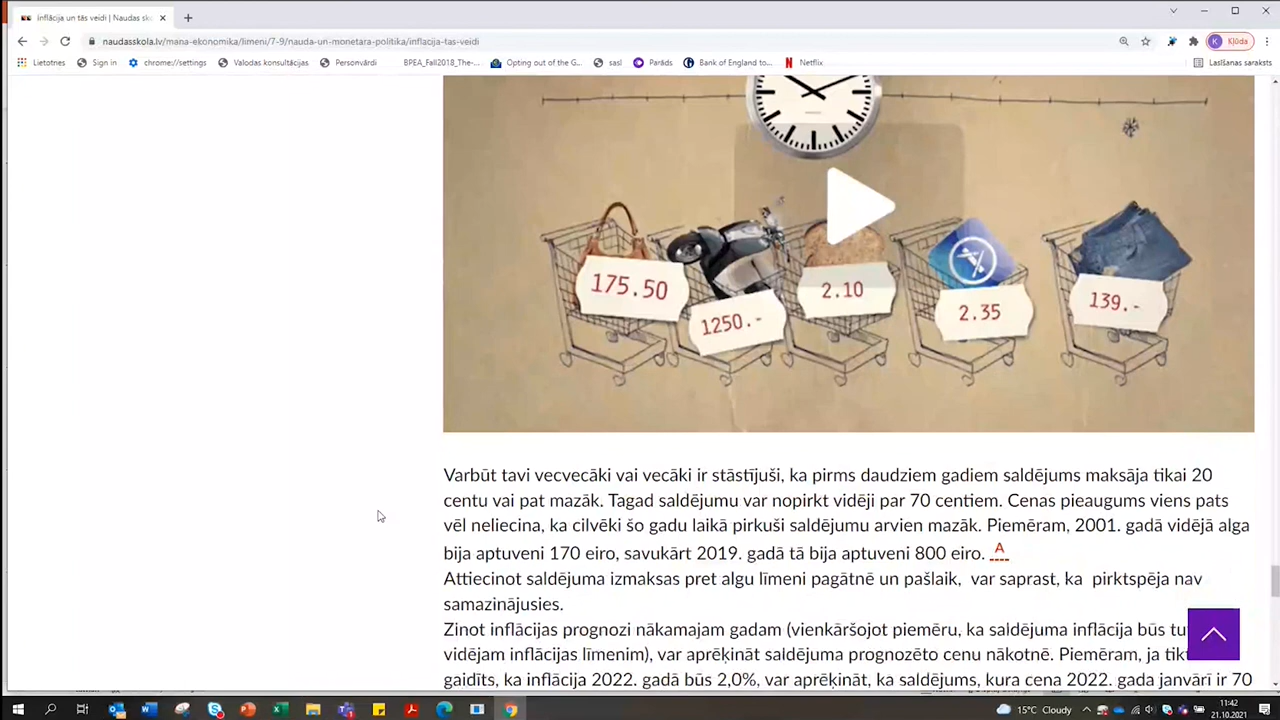 Inflācija un tās veidi | Naudas sko
naudasskola.lv/mana-ekonomika/limeni/7-9/nauda-un-monetara-politika/inflacija-tas-veidi
K Kļūda
Lietotnes Sign in chrome://settings Valodas konsultācijas Personvārdi BPEA_Fall2018_The-... Opting out of the G... sasl Parāds Bank of England to... Netflix Lasīšanas saraksts
175.50
1250.-
2.10
2.35
139.-
Varbūt tavi vecvecāki vai vecāki ir stāstījuši, ka pirms daudziem gadiem saldējums maksāja tikai 20
centu vai pat mazāk. Tagad saldējumu var nopirkt vidēji par 70 centiem. Cenas pieaugums viens pats
vēl neliecina, ka cilvēki šo gadu laikā pirkuši saldējumu arvien mazāk. Piemēram, 2001. gadā vidējā alga
bija aptuveni 170 eiro, savukārt 2019. gadā tā bija aptuveni 800 eiro. A
Attiecinot saldējuma izmaksas pret algu līmeni pagātnē un pašlaik, var saprast, ka pirktspēja nav
samazinājusies.
Zinot inflācijas prognozi nākamajam gadam (vienkāršojot piemēru, ka saldējuma inflācija būs tu
vidējam inflācijas līmenim), var aprēķināt saldējuma prognozēto cenu nākotnē. Piemēram, ja tikt
gaidīts, ka inflācija 2022. gadā būs 2,0%, var aprēķināt, ka saldējums, kura cena 2022. gada janvārī ir 70
15°C Cloudy
11:42
21.10.2021